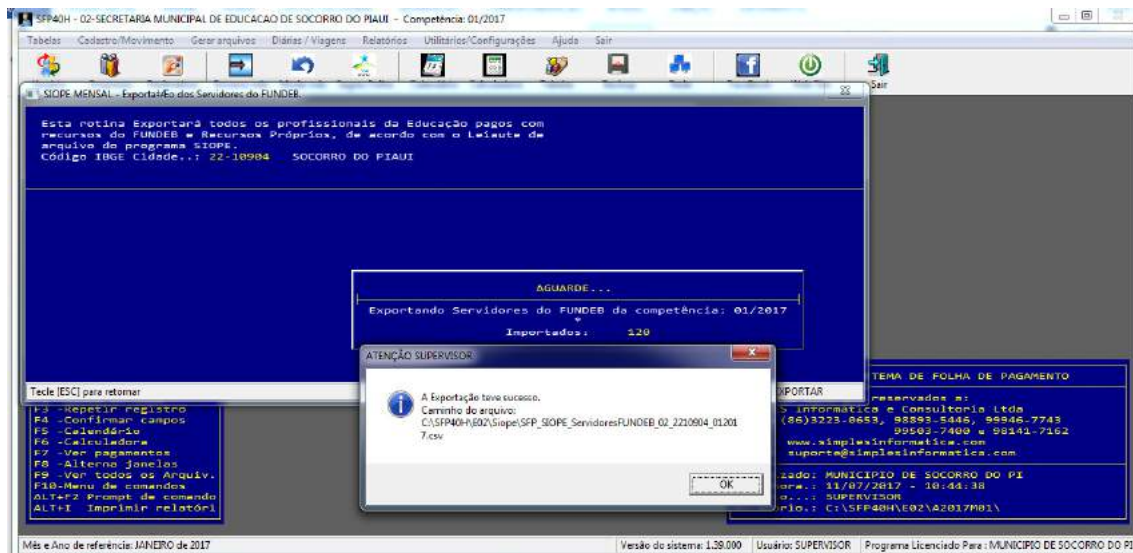 SFP40H - 02-SECRETARIA MUNICIPAL DE EDUCACAO DE SOCORRO DO PIAUI - Competência: 01/2017
Tabelas Cadastro/Movimento Gerar arquivos Diárias / Viagens Relatórios Utilitários/Configurações Ajuda Sair
Sair
SIOPE MENSAL - Exporta
dos Servidores do FUNDEB.
Esta rotina Exportará todos os profissionais da Educação pagos com
recursos do FUNDEB e Recursos Próprios, de acordo com o Leiaute de
arquivo do programa SIOPE.
Código IBGE Cidade..: 22-10904 SOCORRO DO PIAUI
AGUARDE...
Exportando Servidores do FUNDEB da competência: 01/2017
Importados: 120
ATENÇÃO SUPERVISOR
A Exportação teve sucesso.
Caminho do arquivo:
C:\SFP40H\E02\Siope\SFP_SIOPE_ServidoresFUNDEB_02_2210904_01201
7.csv
OK
Tecle [ESC] para retornar
XPORTAR
F3 -Repetir registro
F4 -Confirmar campos
F5 -Calendário
F6 -Calculadora
F7 -Ver pagamentos
F8 -Alterna janelas
F9 -Ver todos os Arquiv.
F10-Menu de comandos
ALT+F2 Prompt de comando
ALT+I Imprimir relatóri
TEMA DE FOLHA DE PAGAMENTO
reservados a:
S Informática e Consultoria Ltda
(86)3223-0653, 98893-5446, 99946-7743
99503-7400 e 98141-7162
www.simplesinformatica.com
suporte@simplesinformatica.com
zado: MUNICIPIO DE SOCORRO DO PI
ora.: 11/07/2017 - 10:44:38
o...: SUPERVISOR
rio.: C:\SFP40H\E02\A2017M01\
Mês e Ano de referência: JANEIRO de 2017
Versão do sistema: 1.39.000
Usuário: SUPERVISOR
Programa Licenciado Para : MUNICIPIO DE SOCORRO DO PI